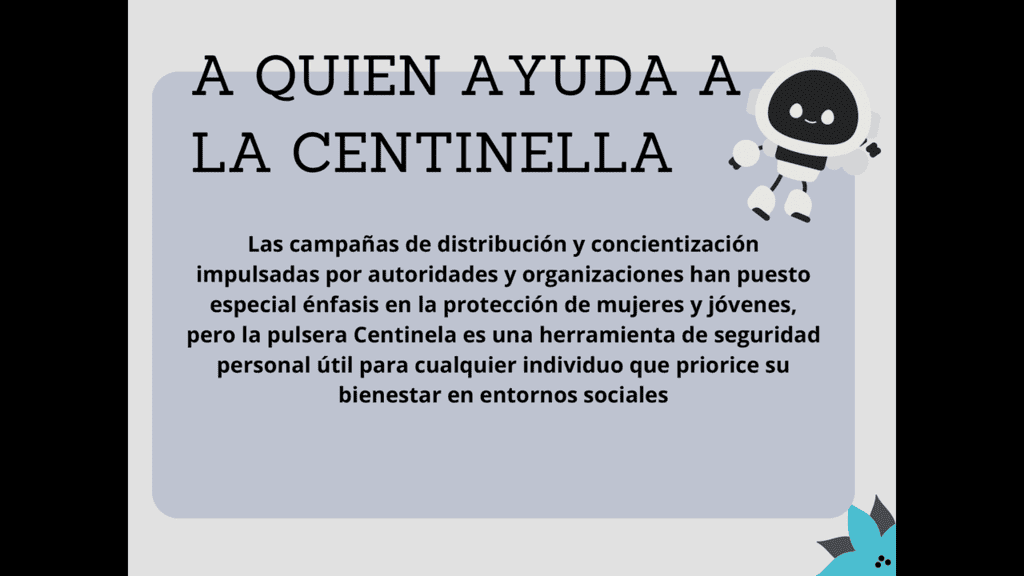 A QUIEN AYUDA A
LA CENTINELLA
Las campañas de distribución y concientización
impulsadas por autoridades y organizaciones han puesto
especial énfasis en la protección de mujeres y jóvenes,
pero la pulsera Centinela es una herramienta de seguridad
personal útil para cualquier individuo que priorice su
bienestar en entornos sociales